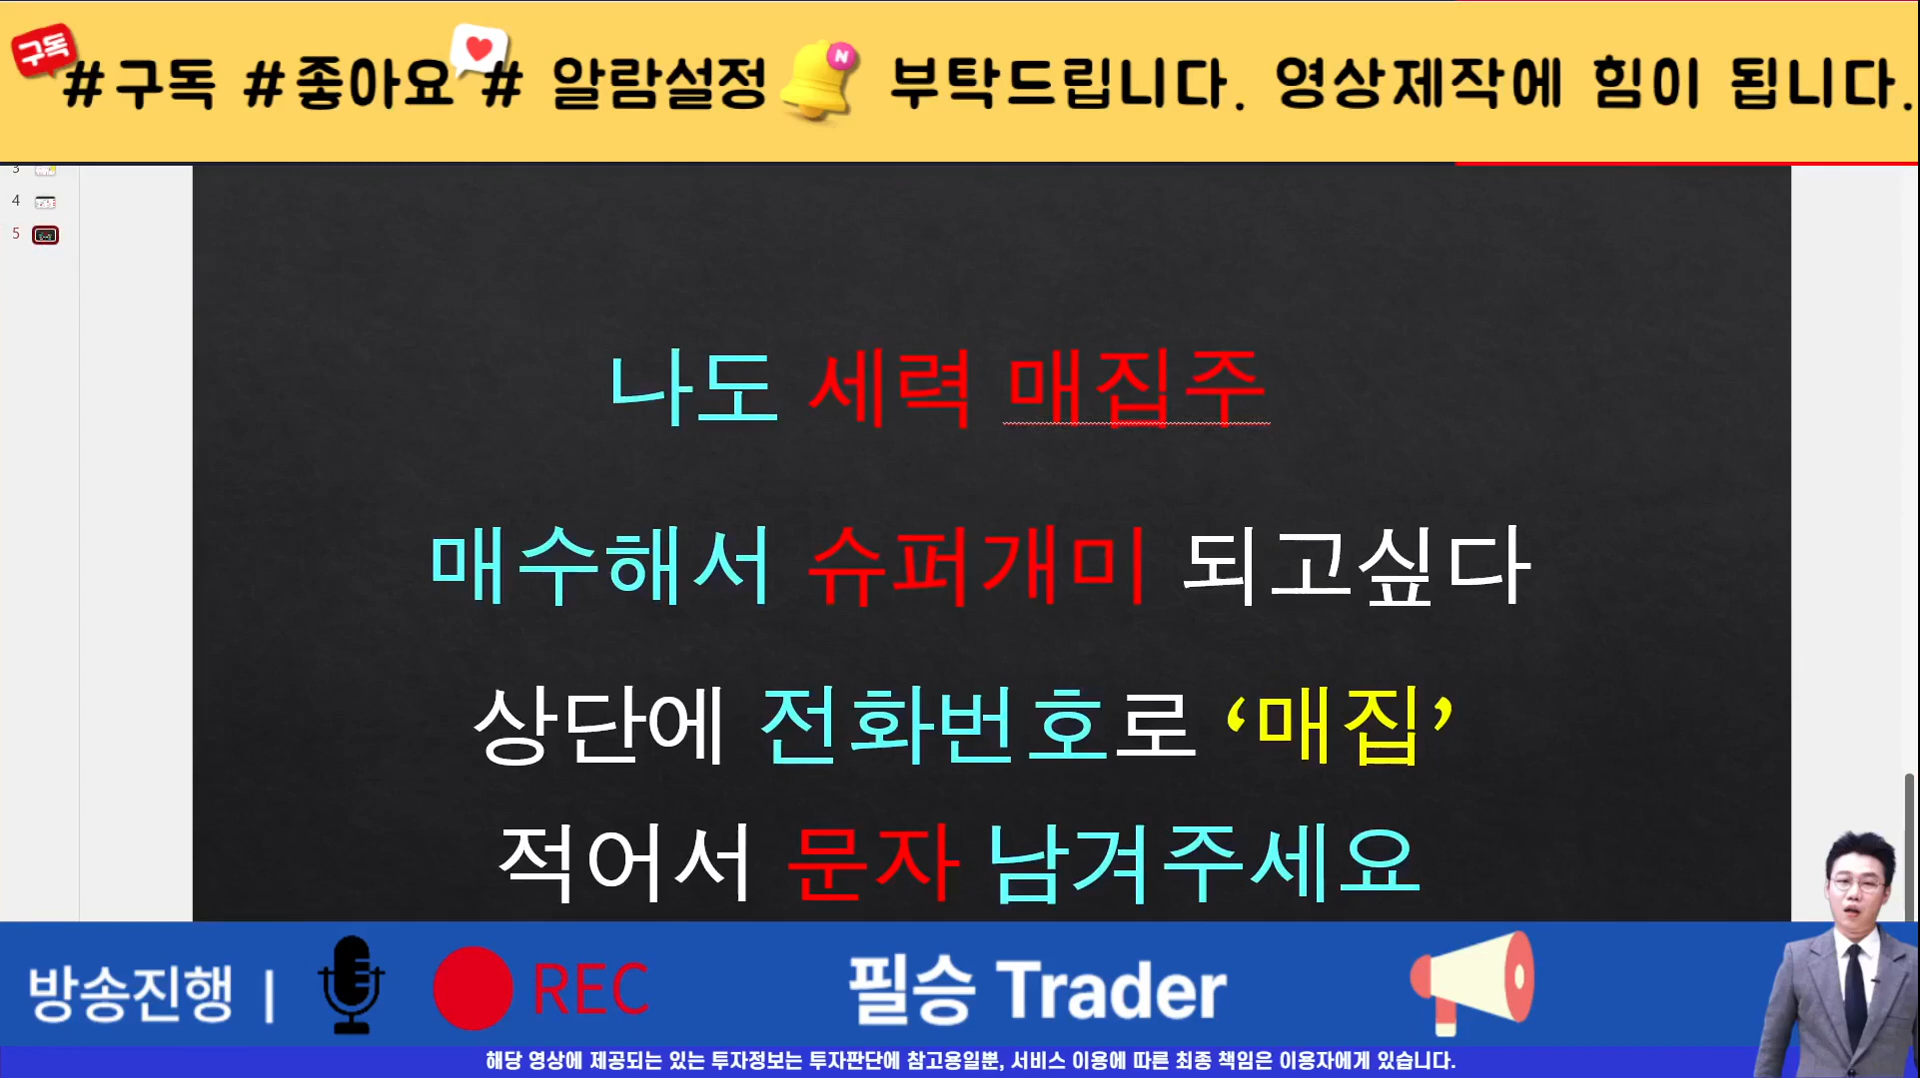 구독
#구독 #좋아요 # 알람설정 N 부탁드립니다. 영상제작에 힘이 됩니다.
3
4
5
나도 세력 매집주
매수해서 슈퍼개미 되고싶다
상단에 전화번호로 ‘매집’
적어서 문자 남겨주세요
방송진행 | REC 필승 Trader
해당 영상에 제공되는 있는 투자정보는 투자판단에 참고용일뿐, 서비스 이용에 따른 최종 책임은 이용자에게 있습니다.